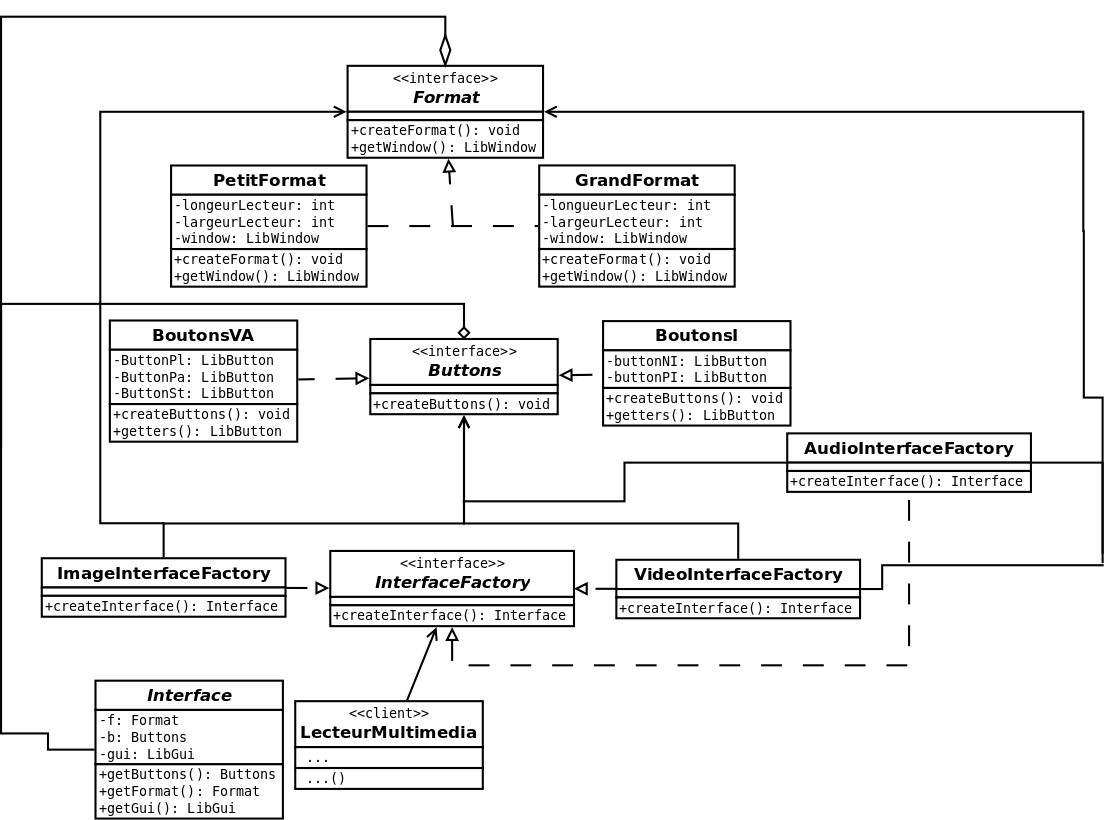 <<interface>>
Format
+createFormat(): void
+getWindow(): LibWindow
PetitFormat
-longeurLecteur: int
-largeurLecteur: int
-window: LibWindow
+createFormat(): void
+getWindow(): LibWindow
GrandFormat
-longueurLecteur: int
-largeurLecteur: int
-window: LibWindow
+createFormat(): void
+getWindow(): LibWindow
BoutonsVA
-ButtonPl: LibButton
-ButtonPa: LibButton
-ButtonSt: LibButton
+createButtons(): void
+getters(): LibButton
<<interface>>
Buttons
+createButtons(): void
BoutonsI
-buttonNI: LibButton
-buttonPI: LibButton
+createButtons(): void
+getters(): LibButton
AudioInterfaceFactory
+createInterface(): Interface
ImageInterfaceFactory
+createInterface(): Interface
<<interface>>
InterfaceFactory
+createInterface(): Interface
VideoInterfaceFactory
+createInterface(): Interface
Interface
-f: Format
-b: Buttons
-gui: LibGui
+getButtons(): Buttons
+getFormat(): Format
+getGui(): LibGui
<<client>>
LecteurMultimedia
...
...()